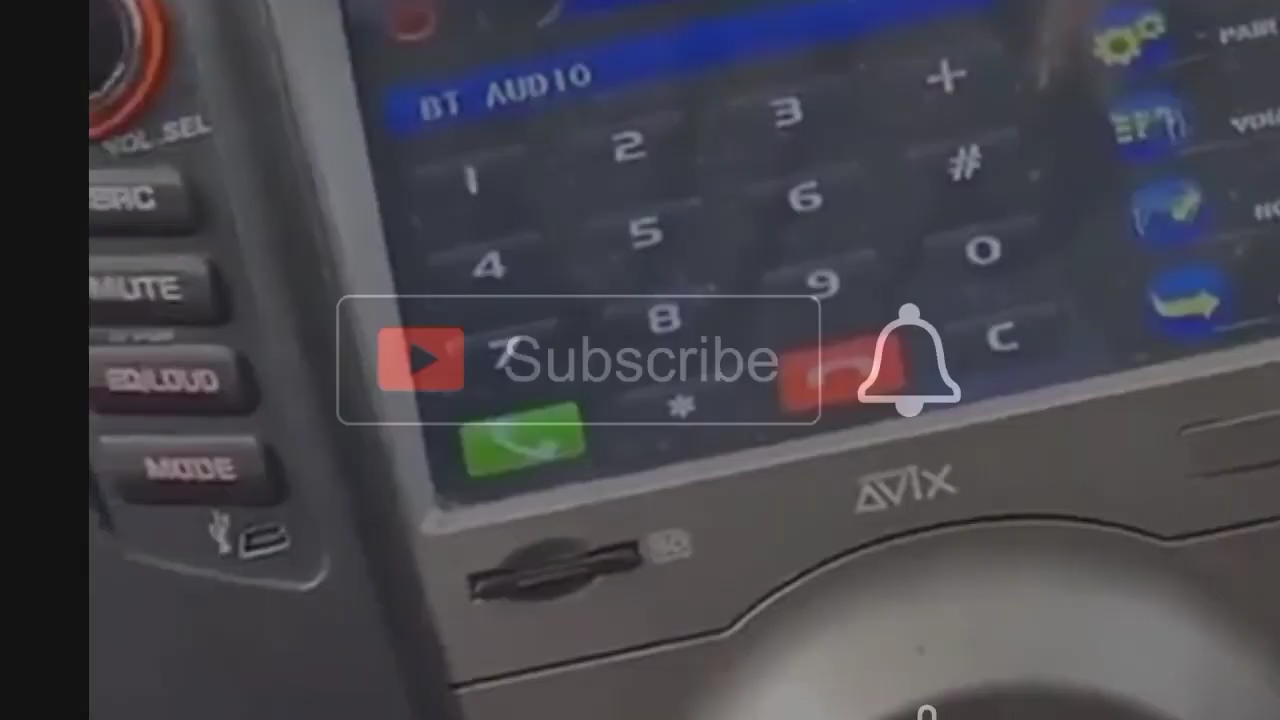 BT AUDIO
PAIR
VOL SEL
SRC
MUTE
EQ/LOUD
MODE
1 2 3 +
4 5 6 #
7 8 9 0
* C
Subscribe
AVIX